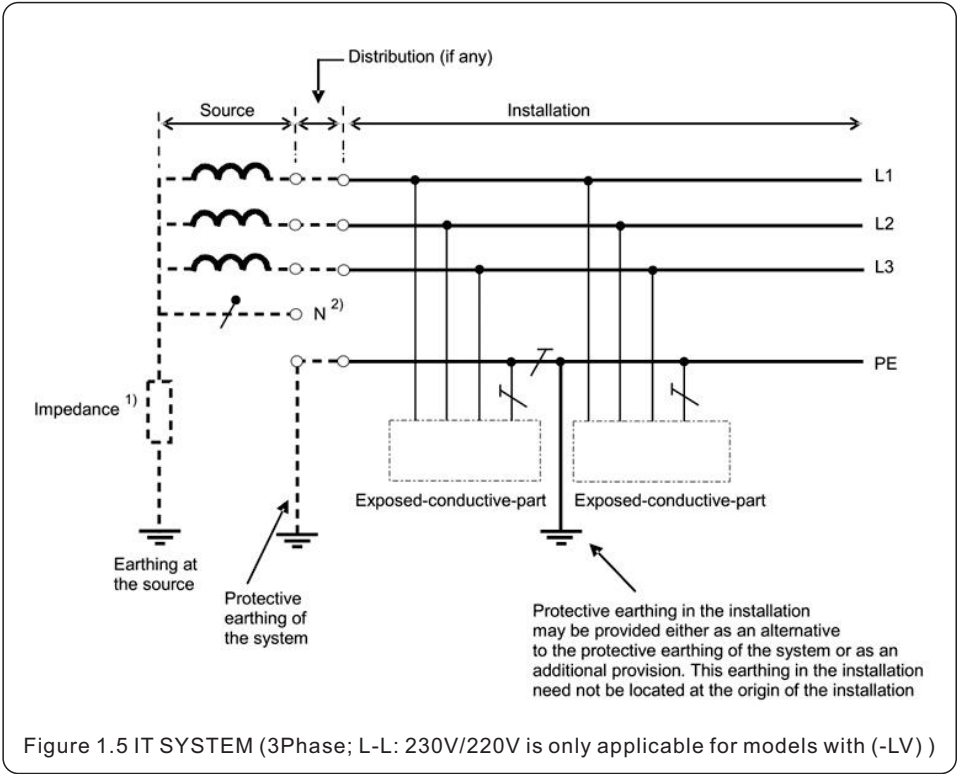 Distribution (if any)
Source
Installation
L1
L2
L3
N 2)
PE
Impedance 1)
Exposed-conductive-part
Exposed-conductive-part
Earthing at
the source
Protective
earthing of
the system
Protective earthing in the installation
may be provided either as an alternative
to the protective earthing of the system or as an
additional provision. This earthing in the installation
need not be located at the origin of the installation
Figure 1.5 IT SYSTEM (3Phase; L-L: 230V/220V is only applicable for models with (-LV) )